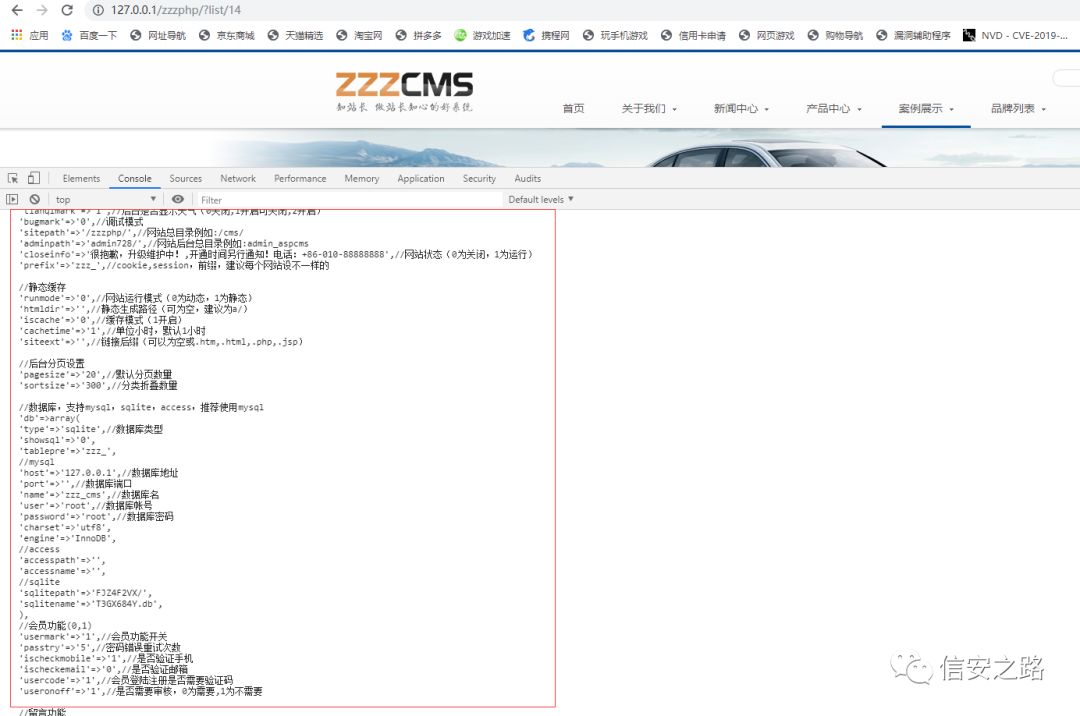 127.0.0.1/zzzphp/?list/14
应用 百度一下 网址导航 京东商城 天猫精选 淘宝网 拼多多 游戏加速 携程网 玩手机游戏 信用卡申请 网页游戏 购物导航 漏洞辅助程序 NVD - CVE-2019-...
ZZZCMS
知站长 做站长知心的好系统
首页 关于我们 新闻中心 产品中心 案例展示 品牌列表
Elements Console Sources Network Performance Memory Application Security Audits
top Filter Default levels
'tianqimark'=>'1',//后台是否显示天气(0关闭,1开启可关闭,2开启)
'bugmark'=>'0',//调试模式
'sitepath'=>'/zzzphp/',//网站总目录例如:/cms/
'adminpath'=>'admin728/',//网站后台总目录例如:admin_aspcms
'closeinfo'=>'很抱歉，升级维护中！,开通时间另行通知！电话：+86-010-88888888',//网站状态（0为关闭，1为运行）
'prefix'=>'zzz_',//cookie,session，前缀，建议每个网站设不一样的
//静态缓存
'runmode'=>'0',//网站运行模式（0为动态，1为静态）
'htmldir'=>'',//静态生成路径（可为空，建议为a/）
'iscache'=>'0',//缓存模式（1开启）
'cachetime'=>'1',//单位小时，默认1小时
'siteext'=>'',//链接后缀（可以为空或.htm,.html,.php,.jsp）
//后台分页设置
'pagesize'=>'20',//默认分页数量
'sortsize'=>'300',//分类折叠数量
//数据库，支持mysql，sqlite，access，推荐使用mysql
'db'=>array(
'type'=>'sqlite',//数据库类型
'showsql'=>'0',
'tablepre'=>'zzz_',
//mysql
'host'=>'127.0.0.1',//数据库地址
'port'=>'',//数据库端口
'name'=>'zzz_cms',//数据库名
'user'=>'root',//数据库帐号
'password'=>'root',//数据库密码
'charset'=>'utf8',
'engine'=>'InnoDB',
//access
'accesspath'=>'',
'accessname'=>'',
//sqlite
'sqlitepath'=>'FJZ4F2VX/',
'sqlitename'=>'T3GX684Y.db',
),
//会员功能(0,1)
'usermark'=>'1',//会员功能开关
'passtry'=>'5',//密码错误重试次数
'ischeckmobile'=>'1',//是否验证手机
'ischeckemail'=>'0',//是否验证邮箱
'usercode'=>'1',//会员登陆注册是否需要验证码
'useronoff'=>'1',//是否需要审核，0为需要,1为不需要
//留言功能
信安之路